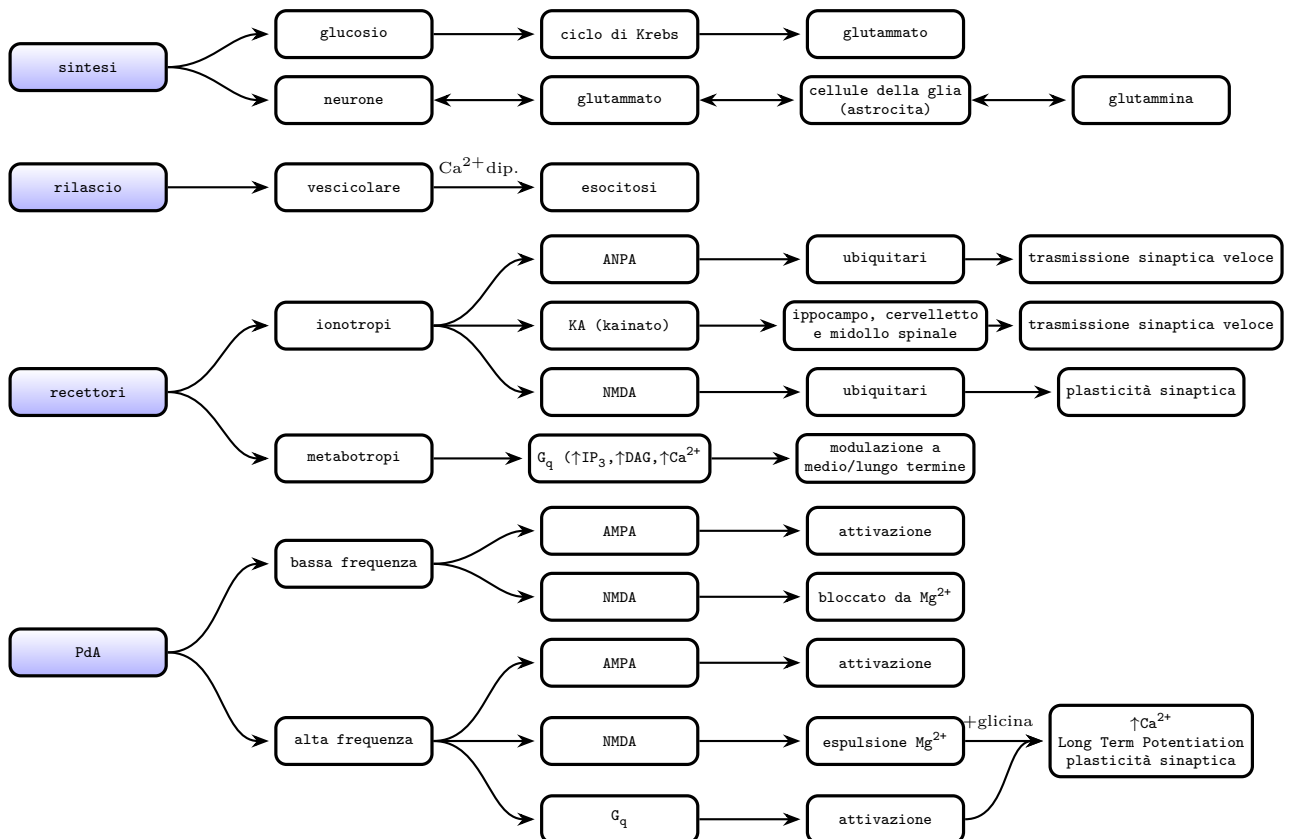 glucosio
ciclo di Krebs
glutammato
sintesi
neurone
glutammato
cellule della glia
(astrocita)
glutammina
rilascio
vescicolare
Ca²⁺dip.
esocitosi
ANPA
ubiquitari
trasmissione sinaptica veloce
ionotropi
KA (kainato)
ippocampo, cervelletto
e midollo spinale
trasmissione sinaptica veloce
recettori
NMDA
ubiquitari
plasticità sinaptica
metabotropi
G_q (↑IP₃,↑DAG,↑Ca²⁺
modulazione a
medio/lungo termine
AMPA
attivazione
bassa frequenza
NMDA
bloccato da Mg²⁺
PdA
AMPA
attivazione
alta frequenza
NMDA
espulsione Mg²⁺
+glicina
↑Ca²⁺
Long Term Potentiation
plasticità sinaptica
G_q
attivazione